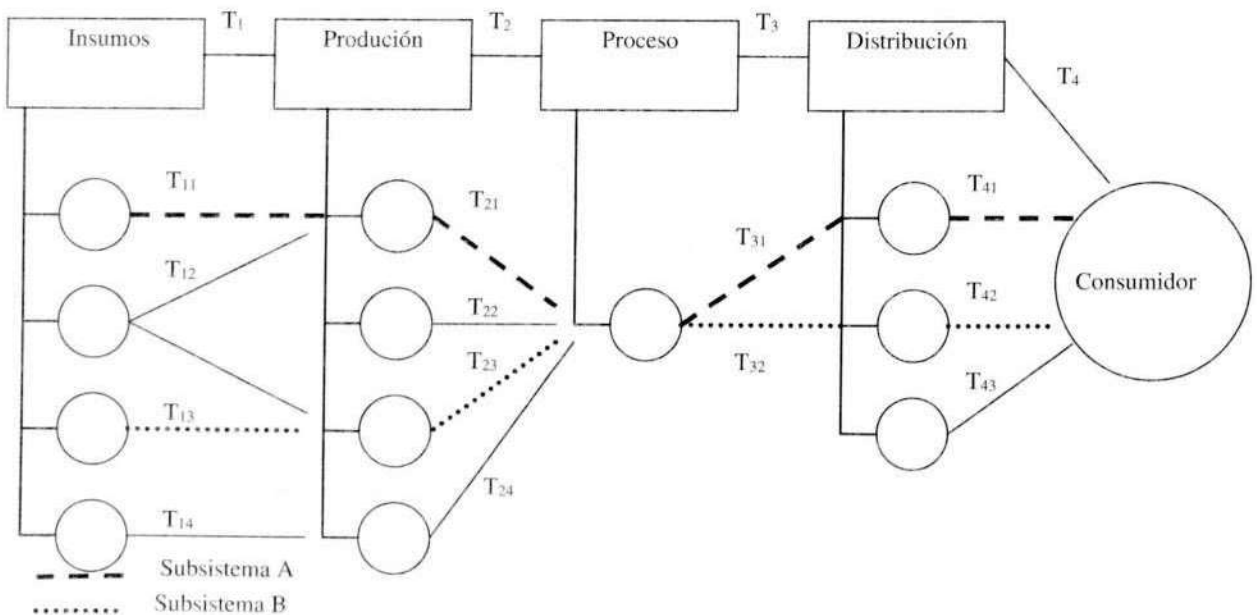 T1
T2
T3
Insumos
Produción
Proceso
Distribución
T4
T11
T21
T41
T31
T12
T22
T42
Consumidor
T23
T32
T13
T43
T24
T14
Subsistema A
Subsistema B